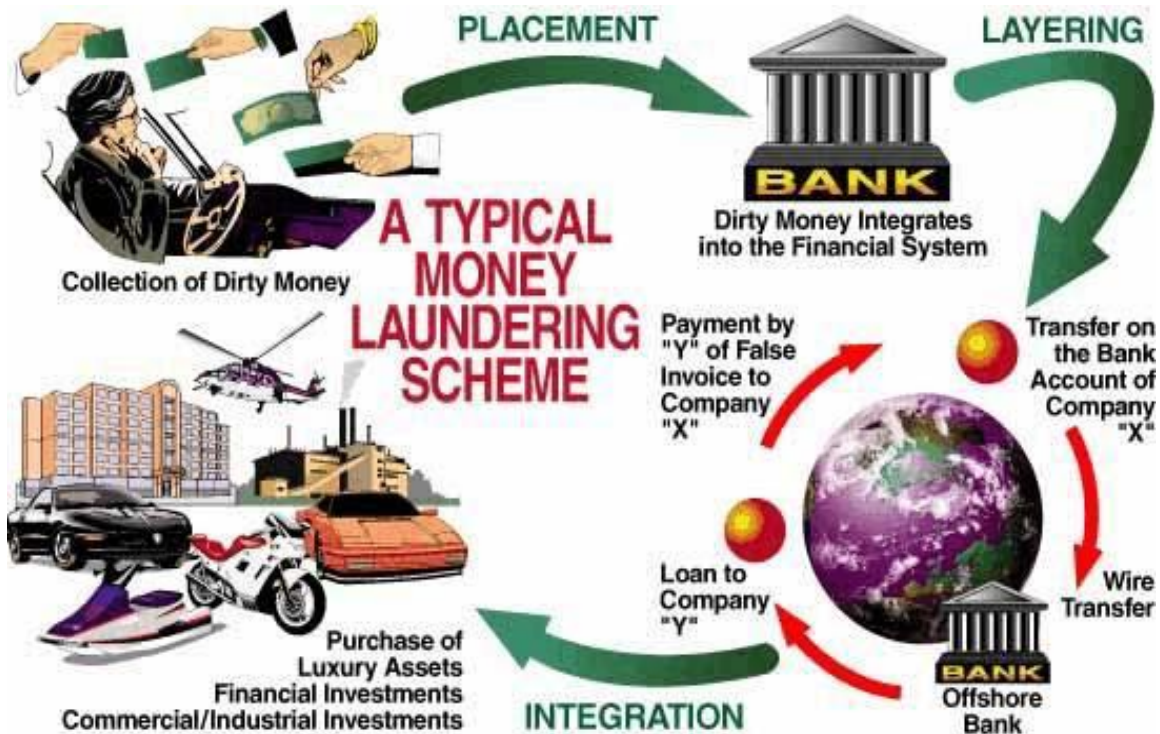 PLACEMENT
LAYERING
BANK
Dirty Money Integrates
into the Financial System
Collection of Dirty Money
A TYPICAL
MONEY
LAUNDERING
SCHEME
Payment by
"Y" of False
Invoice to
Company
"X"
Transfer on
the Bank
Account of
Company
"X"
Wire
Transfer
Loan to
Company
"Y"
BANK
Offshore
Bank
INTEGRATION
Purchase of
Luxury Assets
Financial Investments
Commercial/Industrial Investments